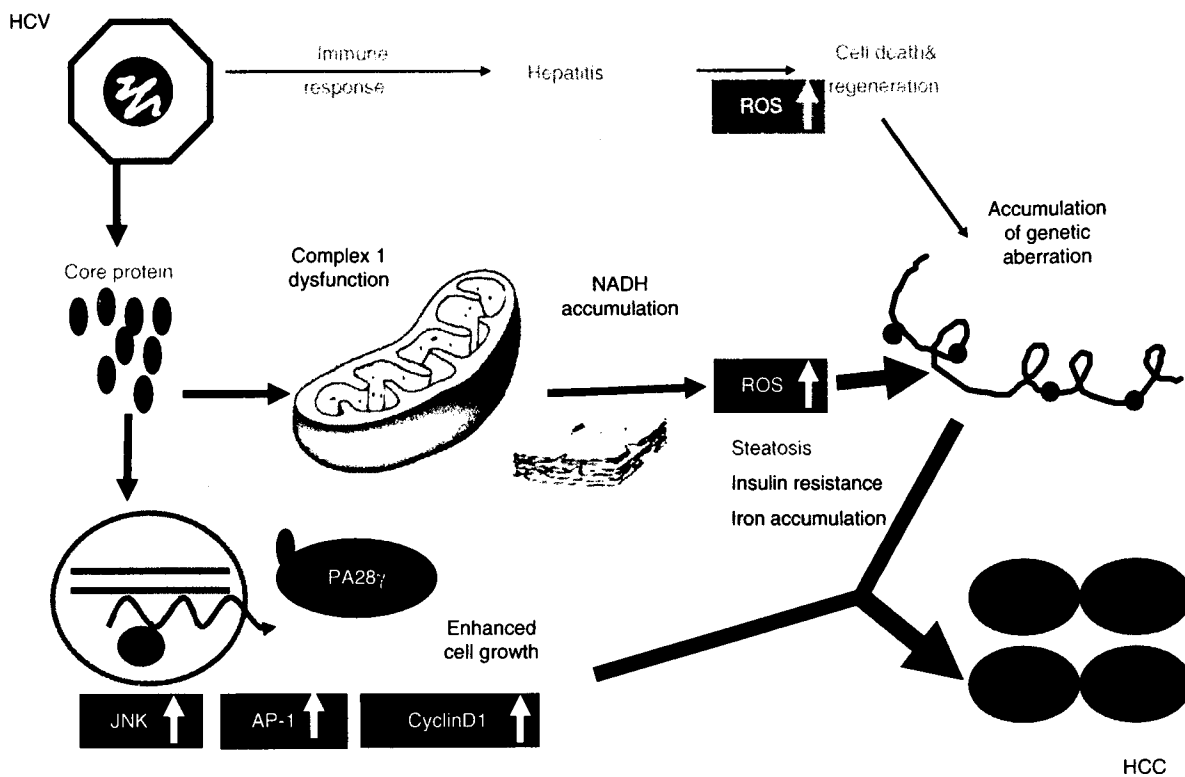 HCV
Immune
response
Hepatitis
Cell death&
regeneration
ROS
Core protein
Complex 1
dysfunction
NADH
accumulation
ROS
Accumulation
of genetic
aberration
Steatosis
Insulin resistance
Iron accumulation
PA28γ
Enhanced
cell growth
JNK
AP-1
CyclinD1
HCC